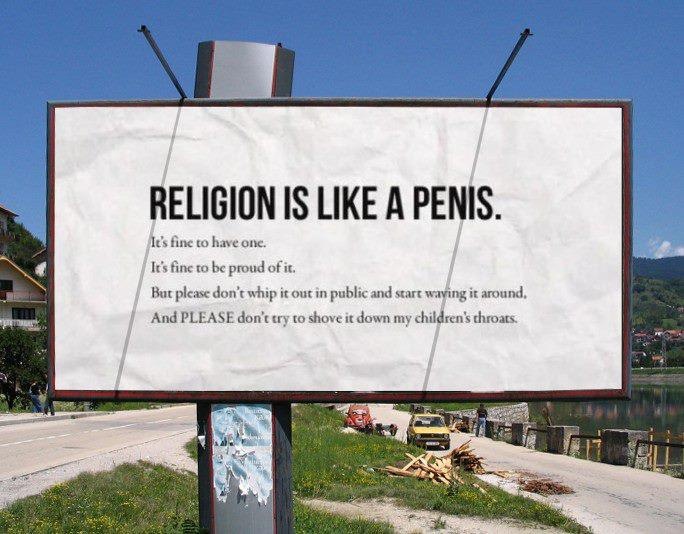 RELIGION IS LIKE A PENIS.
It's fine to have one.
It's fine to be proud of it.
But please don't whip it out in public and start waving it around,
And PLEASE don't try to shove it down my children's throats.